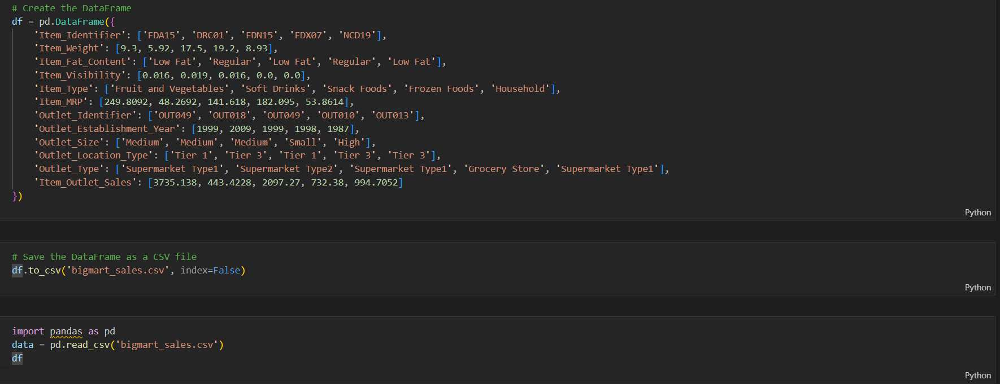 # Create the DataFrame
df = pd.DataFrame({
    'Item_Identifier': ['FDA15', 'DRC01', 'FDN15', 'FDX07', 'NCD19'],
    'Item_Weight': [9.3, 5.92, 17.5, 19.2, 8.93],
    'Item_Fat_Content': ['Low Fat', 'Regular', 'Low Fat', 'Regular', 'Low Fat'],
    'Item_Visibility': [0.016, 0.019, 0.016, 0.0, 0.0],
    'Item_Type': ['Fruit and Vegetables', 'Soft Drinks', 'Snack Foods', 'Frozen Foods', 'Household'],
    'Item_MRP': [249.8092, 48.2692, 141.618, 182.095, 53.8614],
    'Outlet_Identifier': ['OUT049', 'OUT018', 'OUT049', 'OUT010', 'OUT013'],
    'Outlet_Establishment_Year': [1999, 2009, 1999, 1998, 1987],
    'Outlet_Size': ['Medium', 'Medium', 'Medium', 'Small', 'High'],
    'Outlet_Location_Type': ['Tier 1', 'Tier 3', 'Tier 1', 'Tier 3', 'Tier 3'],
    'Outlet_Type': ['Supermarket Type1', 'Supermarket Type2', 'Supermarket Type1', 'Grocery Store', 'Supermarket Type1'],
    'Item_Outlet_Sales': [3735.138, 443.4228, 2097.27, 732.38, 994.7052]
})
Python
# Save the DataFrame as a CSV file
df.to_csv('bigmart_sales.csv', index=False)
Python
import pandas as pd
data = pd.read_csv('bigmart_sales.csv')
df
Python